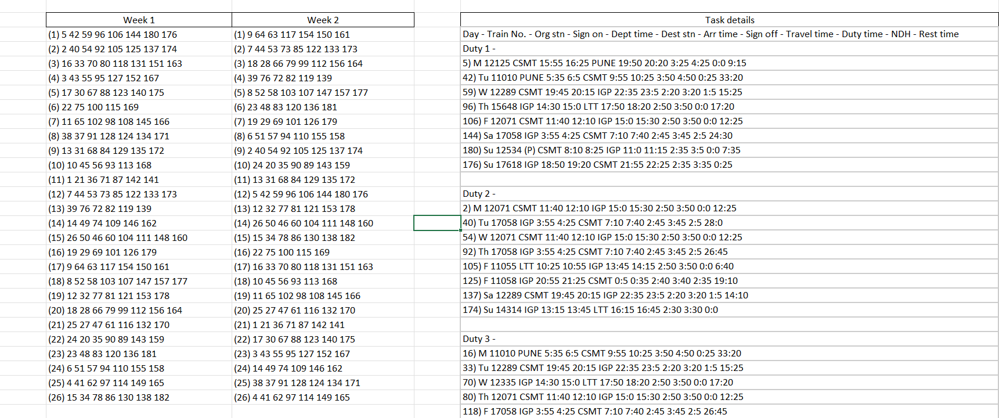 Week 1 Week 2 Task details
(1) 5 42 59 96 106 144 180 176 (1) 9 64 63 117 154 150 161 Day - Train No. - Org stn - Sign on - Dept time - Dest stn - Arr time - Sign off - Travel time - Duty time - NDH - Rest time
(2) 2 40 54 92 105 125 137 174 (2) 7 44 53 73 85 122 133 173 Duty 1 -
(3) 16 33 70 80 118 131 151 163 (3) 18 28 66 79 99 112 156 164 5) M 12125 CSMT 15:55 16:25 PUNE 19:50 20:20 3:25 4:25 0:0 9:15
(4) 3 43 55 95 127 152 167 (4) 39 76 72 82 119 139 42) Tu 11010 PUNE 5:35 6:5 CSMT 9:55 10:25 3:50 4:50 0:25 33:20
(5) 17 30 67 88 123 140 175 (5) 8 52 58 103 107 147 157 177 59) W 12289 CSMT 19:45 20:15 IGP 22:35 23:5 2:20 3:20 1:5 15:25
(6) 22 75 100 115 169 (6) 23 48 83 120 136 181 96) Th 15648 IGP 14:30 15:0 LTT 17:50 18:20 2:50 3:50 0:0 17:20
(7) 11 65 102 98 108 145 166 (7) 19 29 69 101 126 179 106) F 12071 CSMT 11:40 12:10 IGP 15:0 15:30 2:50 3:50 0:0 12:25
(8) 38 37 91 128 124 134 171 (8) 6 51 57 94 110 155 158 144) Sa 17058 IGP 3:55 4:25 CSMT 7:10 7:40 2:45 3:45 2:5 24:30
(9) 13 31 68 84 129 135 172 (9) 2 40 54 92 105 125 137 174 180) Su 12534 (P) CSMT 8:10 8:25 IGP 11:0 11:15 2:35 3:5 0:0 7:35
(10) 10 45 56 93 113 168 (10) 24 20 35 90 89 143 159 176) Su 17618 IGP 18:50 19:20 CSMT 21:55 22:25 2:35 3:35 0:25
(11) 1 21 36 71 87 142 141 (11) 13 31 68 84 129 135 172
(12) 7 44 53 73 85 122 133 173 (12) 5 42 59 96 106 144 180 176 Duty 2 -
(13) 39 76 72 82 119 139 (13) 12 32 77 81 121 153 178 2) M 12071 CSMT 11:40 12:10 IGP 15:0 15:30 2:50 3:50 0:0 12:25
(14) 14 49 74 109 146 162 (14) 26 50 46 60 104 111 148 160 40) Tu 17058 IGP 3:55 4:25 CSMT 7:10 7:40 2:45 3:45 2:5 28:0
(15) 26 50 46 60 104 111 148 160 (15) 15 34 78 86 130 138 182 54) W 12071 CSMT 11:40 12:10 IGP 15:0 15:30 2:50 3:50 0:0 12:25
(16) 19 29 69 101 126 179 (16) 22 75 100 115 169 92) Th 17058 IGP 3:55 4:25 CSMT 7:10 7:40 2:45 3:45 2:5 26:45
(17) 9 64 63 117 154 150 161 (17) 16 33 70 80 118 131 151 163 105) F 11055 LTT 10:25 10:55 IGP 13:45 14:15 2:50 3:50 0:0 6:40
(18) 8 52 58 103 107 147 157 177 (18) 10 45 56 93 113 168 125) F 11058 IGP 20:55 21:25 CSMT 0:5 0:35 2:40 3:40 2:35 19:10
(19) 12 32 77 81 121 153 178 (19) 11 65 102 98 108 145 166 137) Sa 12289 CSMT 19:45 20:15 IGP 22:35 23:5 2:20 3:20 1:5 14:10
(20) 18 28 66 79 99 112 156 164 (20) 25 27 47 61 116 132 170 174) Su 14314 IGP 13:15 13:45 LTT 16:15 16:45 2:30 3:30 0:0
(21) 25 27 47 61 116 132 170 (21) 1 21 36 71 87 142 141
(22) 24 20 35 90 89 143 159 (22) 17 30 67 88 123 140 175 Duty 3 -
(23) 23 48 83 120 136 181 (23) 3 43 55 95 127 152 167 16) M 11010 PUNE 5:35 6:5 CSMT 9:55 10:25 3:50 4:50 0:25 33:20
(24) 6 51 57 94 110 155 158 (24) 14 49 74 109 146 162 33) Tu 12289 CSMT 19:45 20:15 IGP 22:35 23:5 2:20 3:20 1:5 15:25
(25) 4 41 62 97 114 149 165 (25) 38 37 91 128 124 134 171 70) W 12335 IGP 14:30 15:0 LTT 17:50 18:20 2:50 3:50 0:0 17:20
(26) 15 34 78 86 130 138 182 (26) 4 41 62 97 114 149 165 80) Th 12071 CSMT 11:40 12:10 IGP 15:0 15:30 2:50 3:50 0:0 12:25
118) F 17058 IGP 3:55 4:25 CSMT 7:10 7:40 2:45 3:45 2:5 26:45